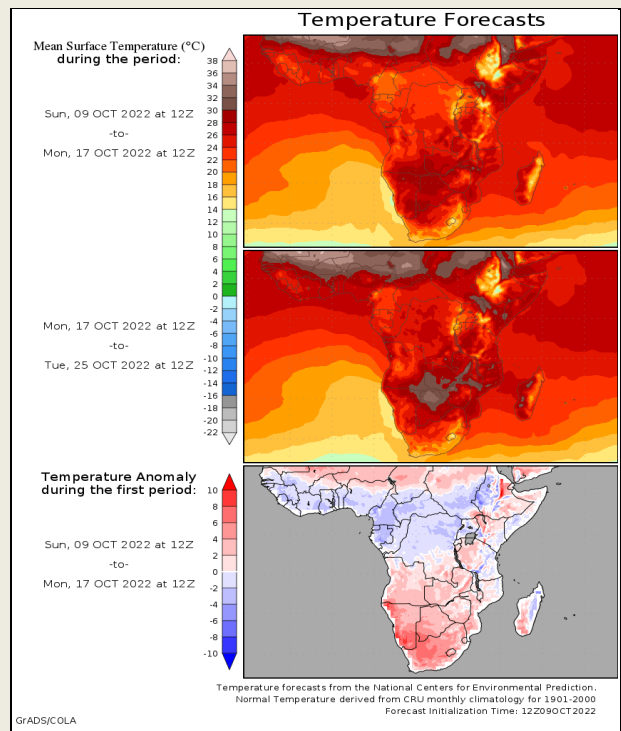 Temperature Forecasts
Mean Surface Temperature (°C)
during the period:
Sun, 09 OCT 2022 at 12Z
-to-
Mon, 17 OCT 2022 at 12Z
38
36
34
32
30
28
26
24
22
20
18
16
14
12
10
8
6
4
2
0
-2
-4
-6
-8
-10
-12
-14
-16
-18
-20
-22
Mon, 17 OCT 2022 at 12Z
-to-
Tue, 25 OCT 2022 at 12Z
Temperature Anomaly
during the first period:
Sun, 09 OCT 2022 at 12Z
-to-
Mon, 17 OCT 2022 at 12Z
10
8
6
4
2
0
-2
-4
-6
-8
-10
Temperature forecasts from the National Centers for Environmental Prediction.
Normal Temperature derived from CRU monthly climatology for 1901-2000
Forecast Initialization Time: 12Z09OCT2022
GrADS/COLA